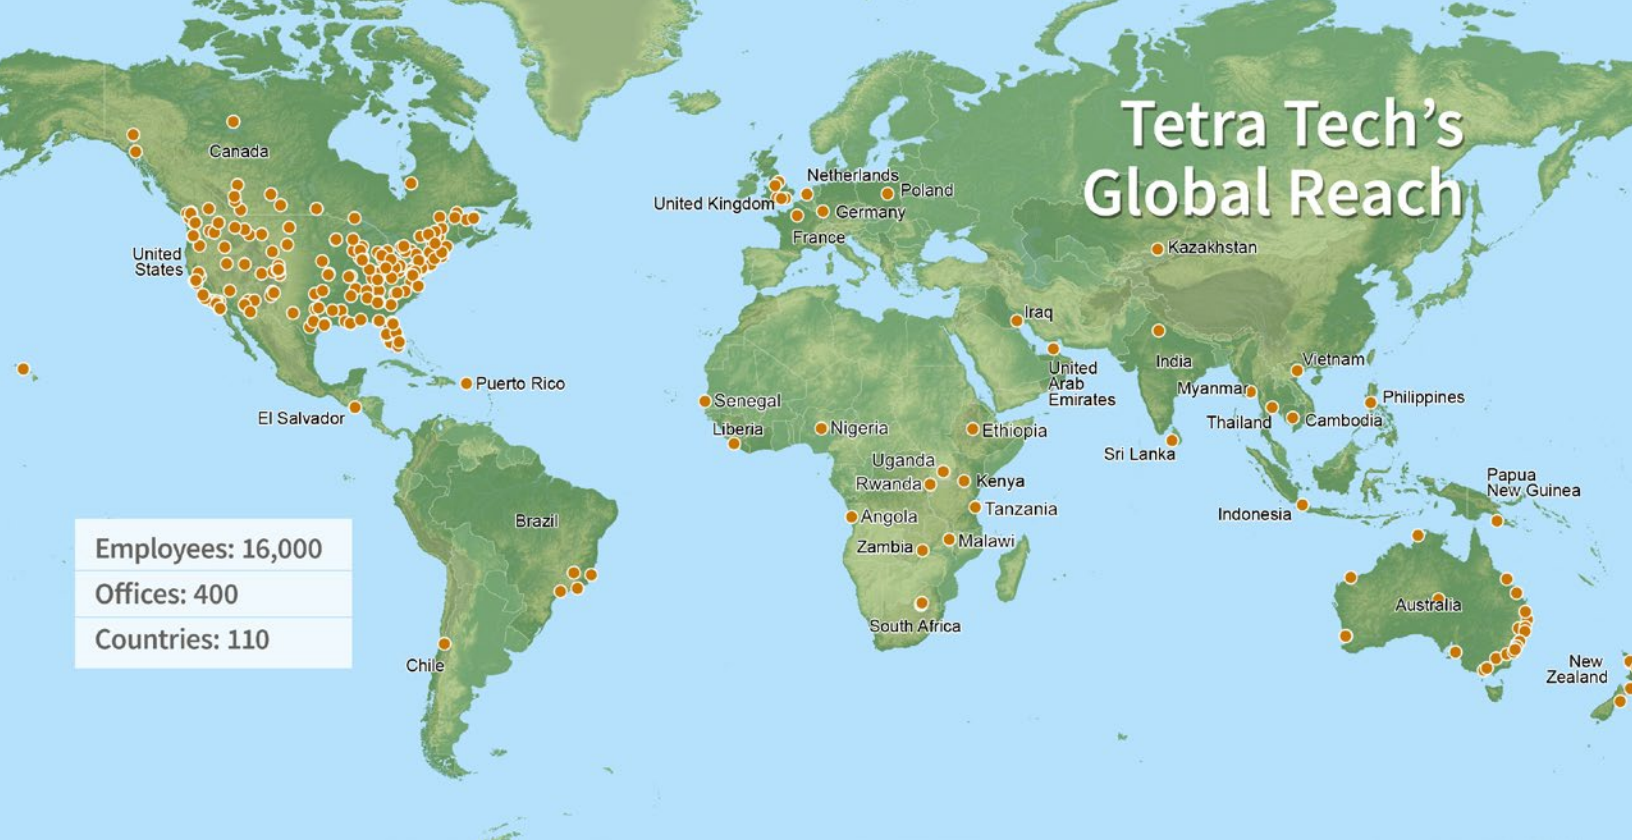 Tetra Tech's
Global Reach
Canada
United
States
Puerto Rico
El Salvador
Brazil
Chile
Employees: 16,000
Offices: 400
Countries: 110
Netherlands
Poland
United Kingdom
Germany
France
Kazakhstan
Iraq
United
Arab
Emirates
India
Vietnam
Myanmar
Philippines
Thailand
Cambodia
Sri Lanka
Senegal
Liberia
Nigeria
Ethiopia
Uganda
Rwanda
Kenya
Angola
Tanzania
Zambia
Malawi
South Africa
Indonesia
Papua
New Guinea
Australia
New
Zealand